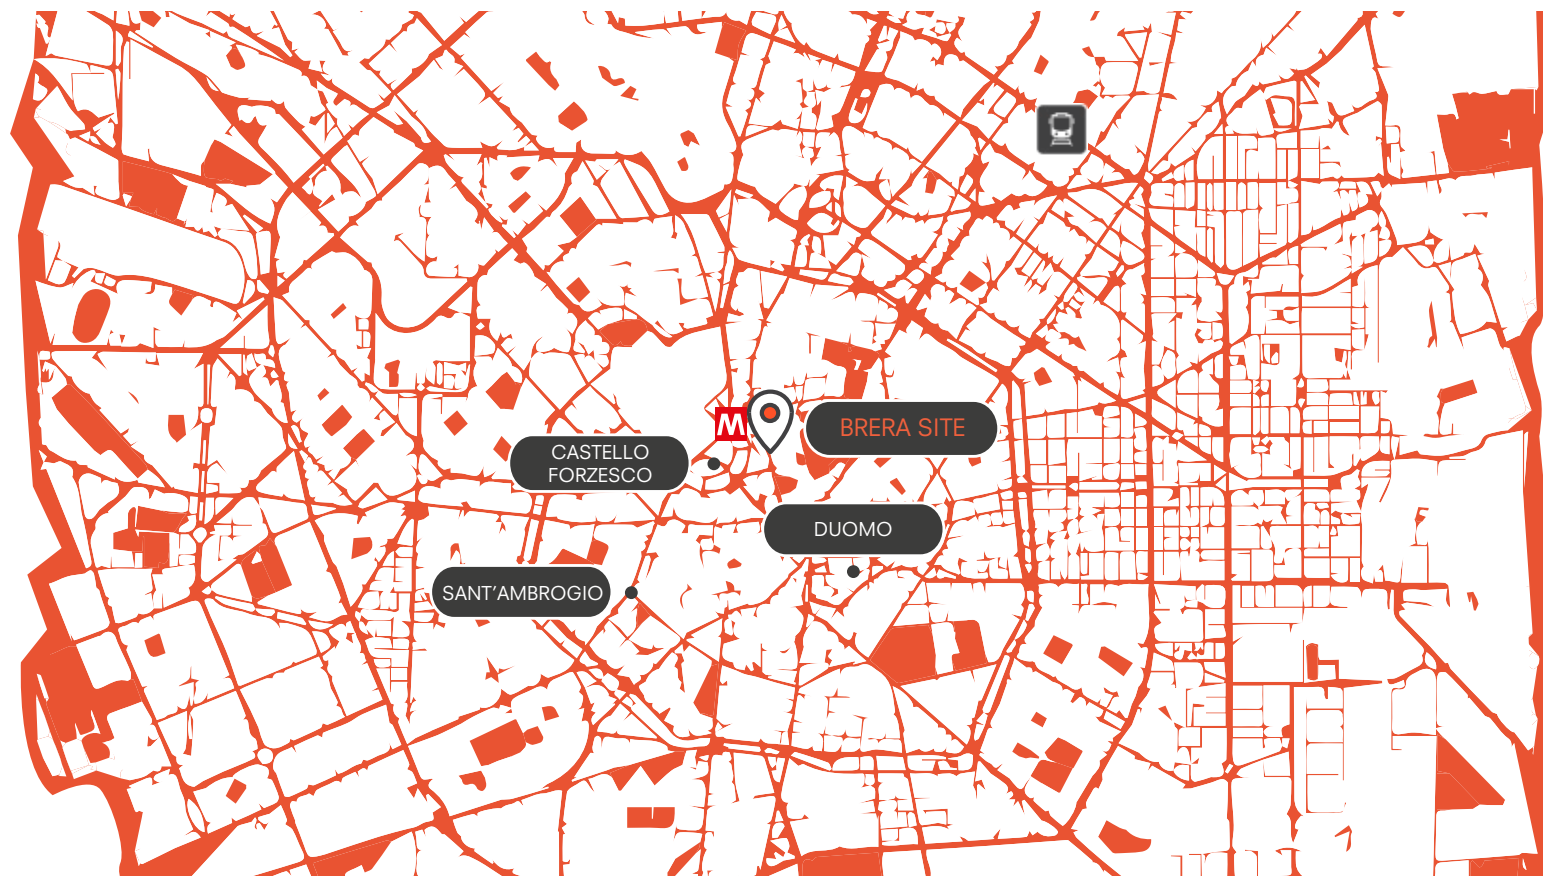 M
BRERA SITE
CASTELLO
FORZESCO
DUOMO
SANT'AMBROGIO